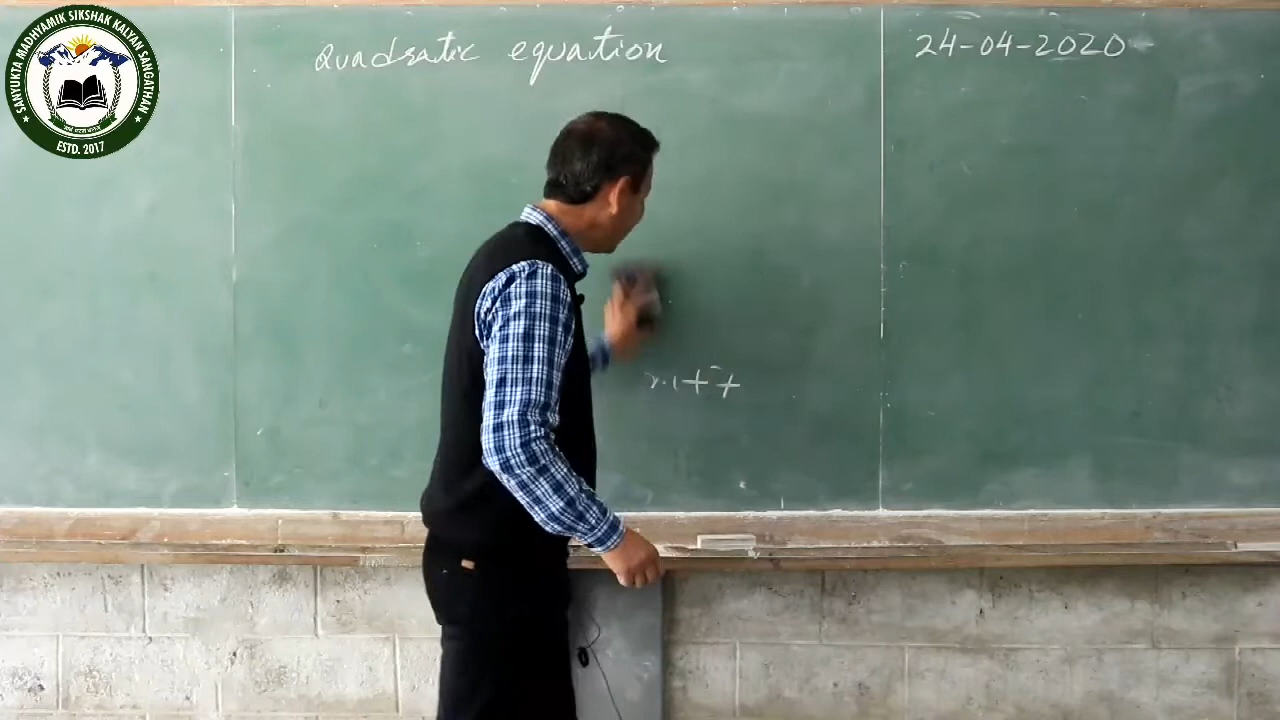 SANYUKTA MADHYAMIK SIKSHAK KALYAN SANGATHAN
ESTD. 2017
Quadratic equation
24-04-2020